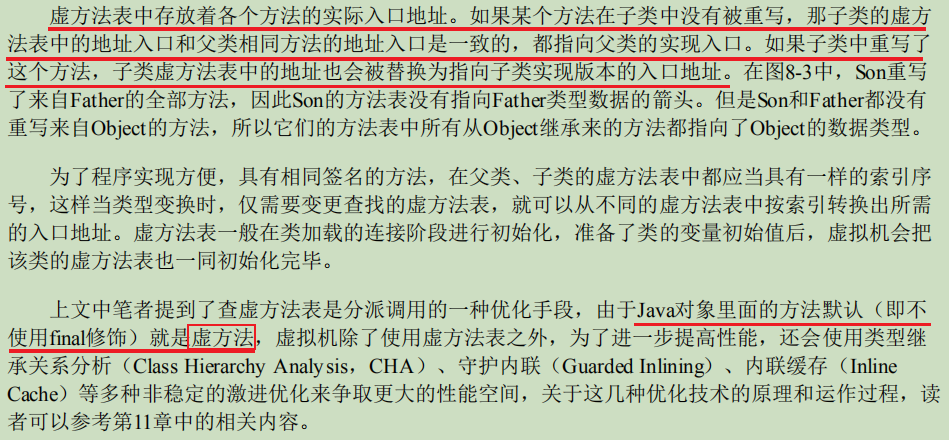 虚方法表中存放着各个方法的实际入口地址。如果某个方法在子类中没有被重写，那子类的虚方
法表中的地址入口和父类相同方法的地址入口是一致的，都指向父类的实现入口。如果子类中重写了
这个方法，子类虚方法表中的地址也会被替换为指向子类实现版本的入口地址。在图8-3中，Son重写
了来自Father的全部方法，因此Son的方法表没有指向Father类型数据的箭头。但是Son和Father都没有
重写来自Object的方法，所以它们的方法表中所有从Object继承来的方法都指向了Object的数据类型。
为了程序实现方便，具有相同签名的方法，在父类、子类的虚方法表中都应当具有一样的索引序
号，这样当类型变换时，仅需要变更查找的虚方法表，就可以从不同的虚方法表中按索引转换出所需
的入口地址。虚方法表一般在类加载的连接阶段进行初始化，准备了类的变量初始值后，虚拟机会把
该类的虚方法表也一同初始化完毕。
上文中笔者提到了查虚方法表是分派调用的一种优化手段，由于Java对象里面的方法默认（即不
使用final修饰）就是虚方法，虚拟机除了使用虚方法表之外，为了进一步提高性能，还会使用类型继
承关系分析（Class Hierarchy Analysis，CHA）、守护内联（Guarded Inlining）、内联缓存（Inline
Cache）等多种非稳定的激进优化来争取更大的性能空间，关于这几种优化技术的原理和运作过程，读
者可以参考第11章中的相关内容。